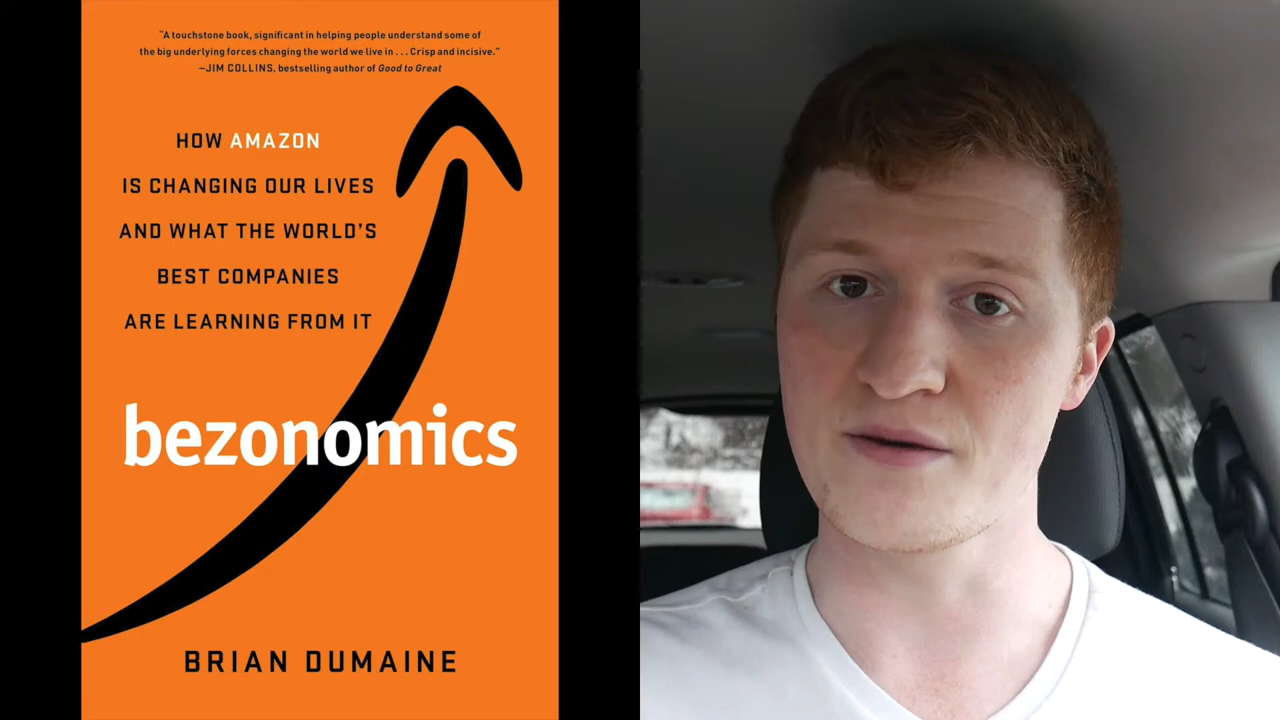 “A touchstone book, significant in helping people understand some of
the big underlying forces changing the world we live in . . . Crisp and incisive.”
—JIM COLLINS, bestselling author of Good to Great
HOW AMAZON
IS CHANGING OUR LIVES
AND WHAT THE WORLD’S
BEST COMPANIES
ARE LEARNING FROM IT
bezonomics
BRIAN DUMAINE